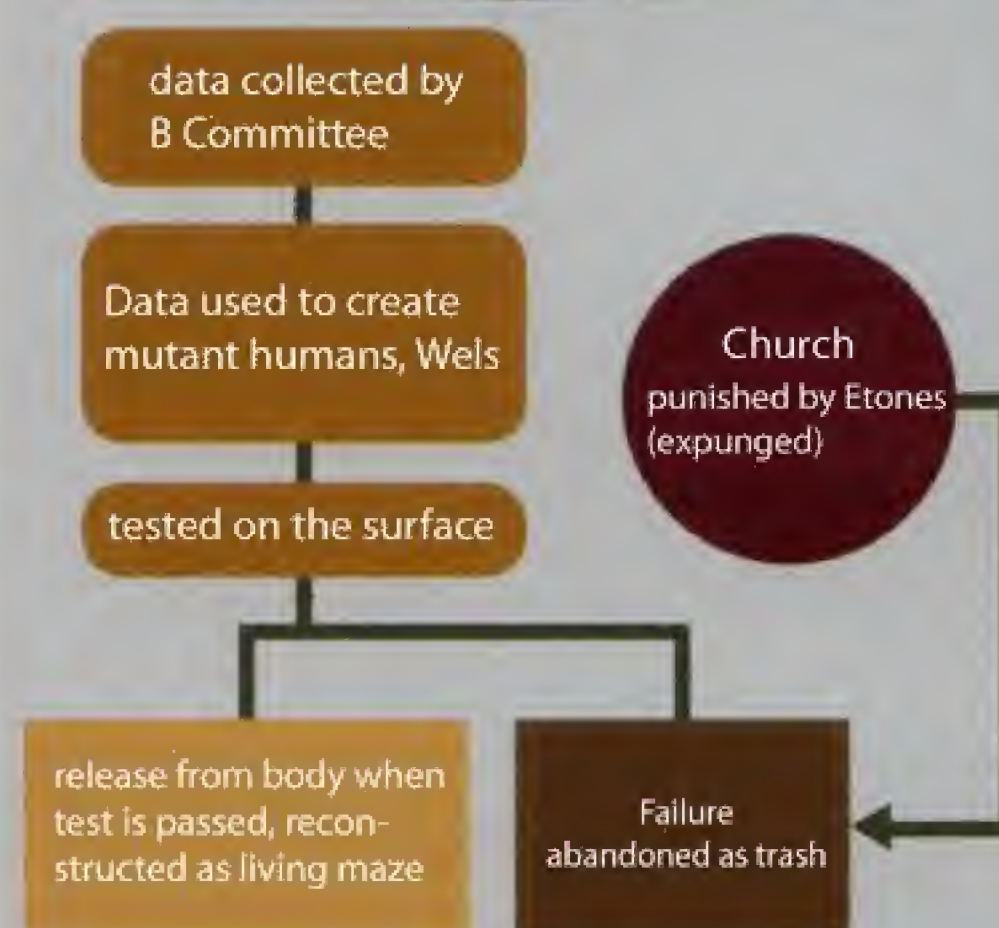 data collected by
B Committee
Data used to create
mutant humans, Wels
tested on the surface
Church
punished by Etones
(expunged)
release from body when
test is passed, recon-
structed as living maze
Failure
abandoned as trash